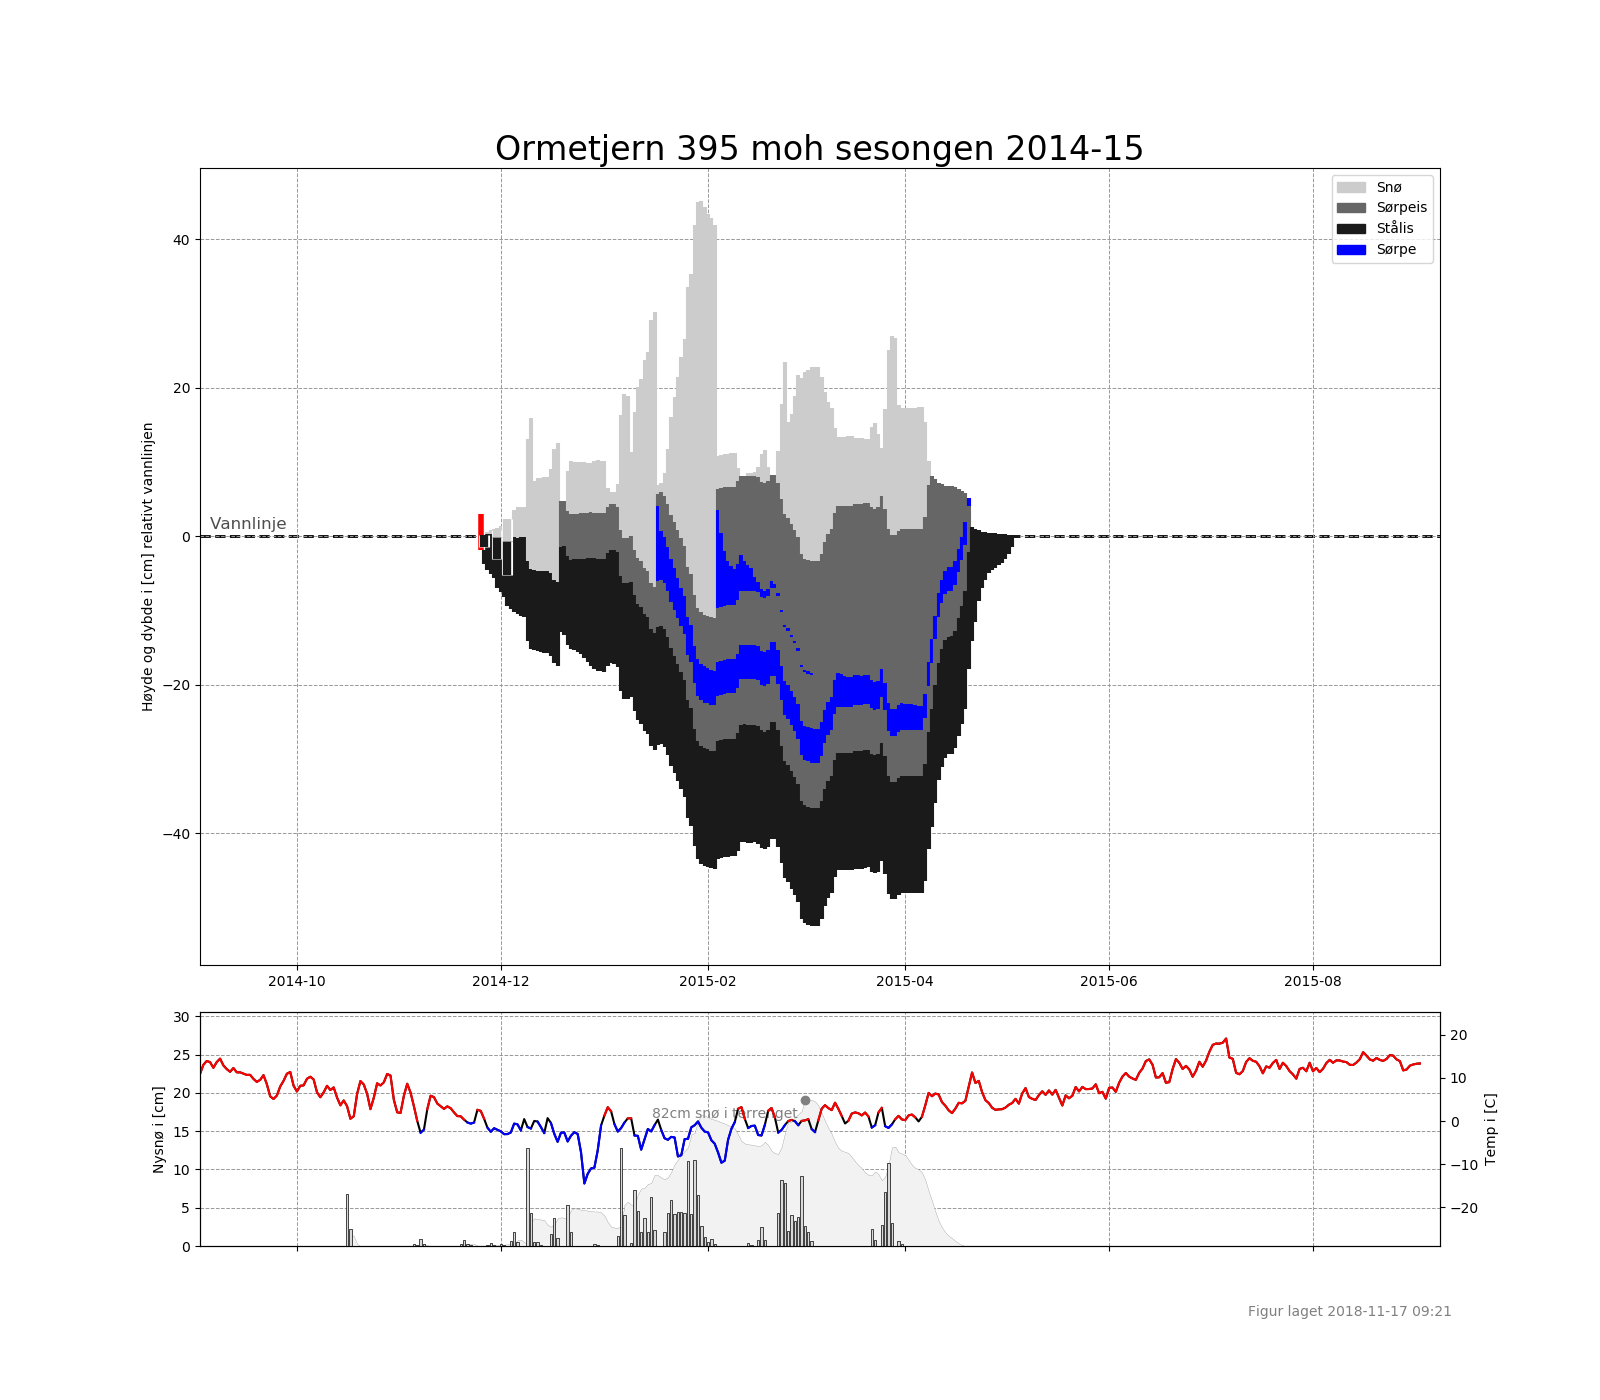 Ormetjern 395 moh sesongen 2014-15
Snø
Sørpeis
Stålis
Sørpe
Høyde og dybde i [cm] relativt vannlinjen
40
20
0
−20
−40
Vannlinje
2014-10
2014-12
2015-02
2015-04
2015-06
2015-08
Nysnø i [cm]
30
25
20
15
10
5
0
82cm snø i terrenget
20
10
0
−10
−20
Temp i [C]
Figur laget 2018-11-17 09:21